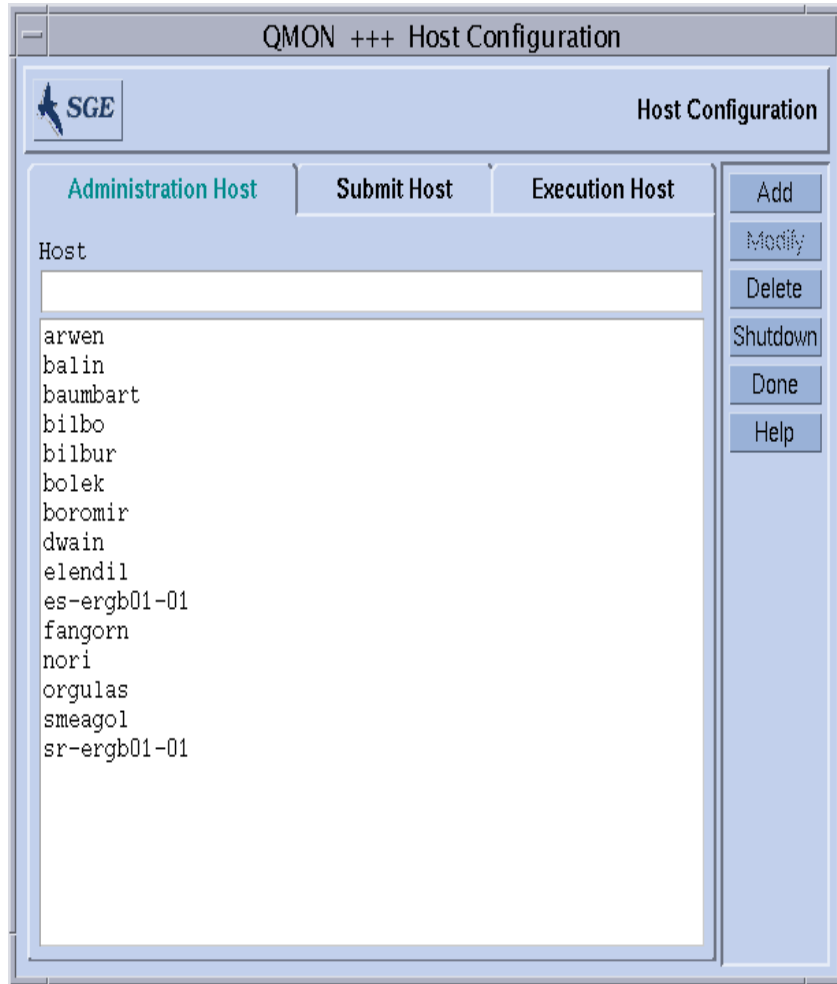 QMON +++ Host Configuration
SGE
Host Configuration
Administration Host
Submit Host
Execution Host
Host
arwen
balin
baumbart
bilbo
bilbur
bolek
boromir
dwain
elendil
es-ergb01-01
fangorn
nori
orgulas
smeagol
sr-ergb01-01
Add
Modify
Delete
Shutdown
Done
Help